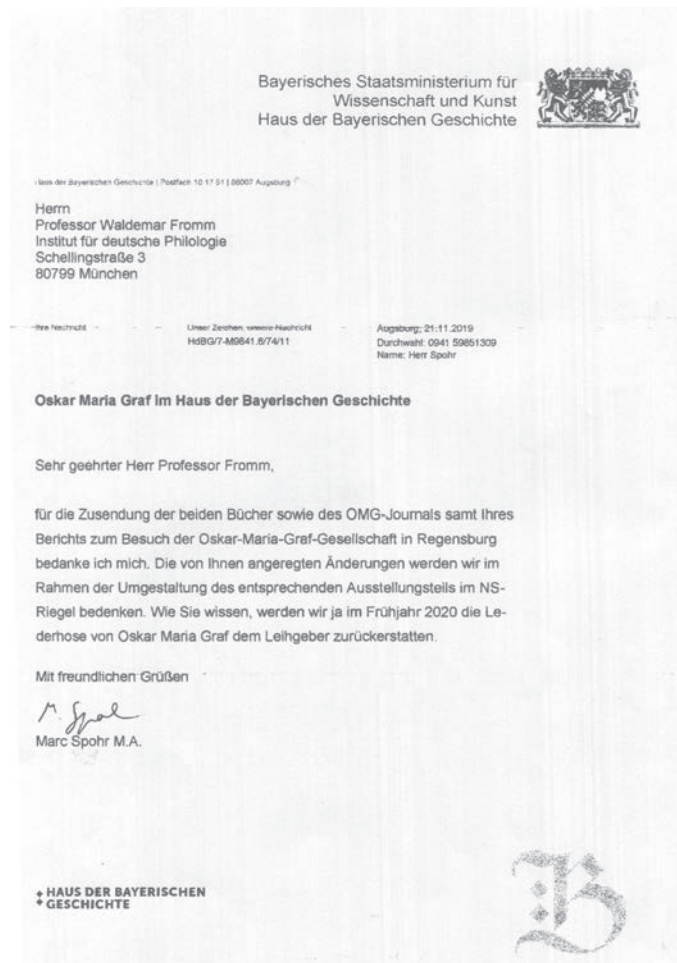 Bayerisches Staatsministerium für
Wissenschaft und Kunst
Haus der Bayerischen Geschichte
Haus der Bayerischen Geschichte | Postfach 10 17 51 | 86007 Augsburg
Herrn
Professor Waldemar Fromm
Institut für deutsche Philologie
Schellingstraße 3
80799 München
Ihre Nachricht
Unser Zeichen, unsere Nachricht
HdBG/7-M9841.6/74/11
Augsburg, 21.11.2019
Durchwahl: 0941 59851309
Name: Herr Spohr
Oskar Maria Graf im Haus der Bayerischen Geschichte
Sehr geehrter Herr Professor Fromm,
für die Zusendung der beiden Bücher sowie des OMG-Journals samt Ihres
Berichts zum Besuch der Oskar-Maria-Graf-Gesellschaft in Regensburg
bedanke ich mich. Die von Ihnen angeregten Änderungen werden wir im
Rahmen der Umgestaltung des entsprechenden Ausstellungsteils im NS-
Riegel bedenken. Wie Sie wissen, werden wir ja im Frühjahr 2020 die Le-
derhose von Oskar Maria Graf dem Leihgeber zurückerstatten.
Mit freundlichen Grüßen
M. Spohr
Marc Spohr M.A.
HAUS DER BAYERISCHEN
GESCHICHTE
B